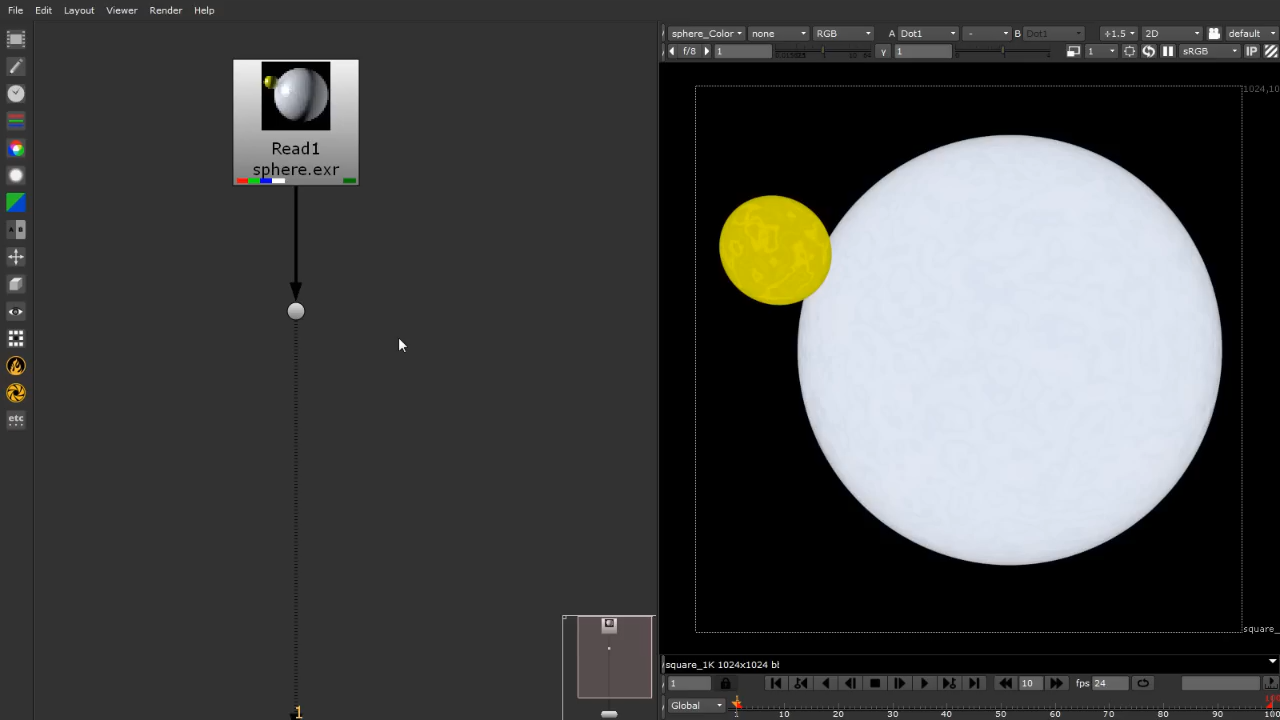 File Edit Layout Viewer Render Help
sphere_Color none RGB A Dot1 - B Dot1 ÷1.5 2D default
f/8 1 γ 1 1 sRGB IP
1024,10
Read1
sphere.exr
etc
1
square_
square_1K 1024x1024 bl
1 10 fps 24
Global 1 10 20 30 40 50 60 70 80 90 100